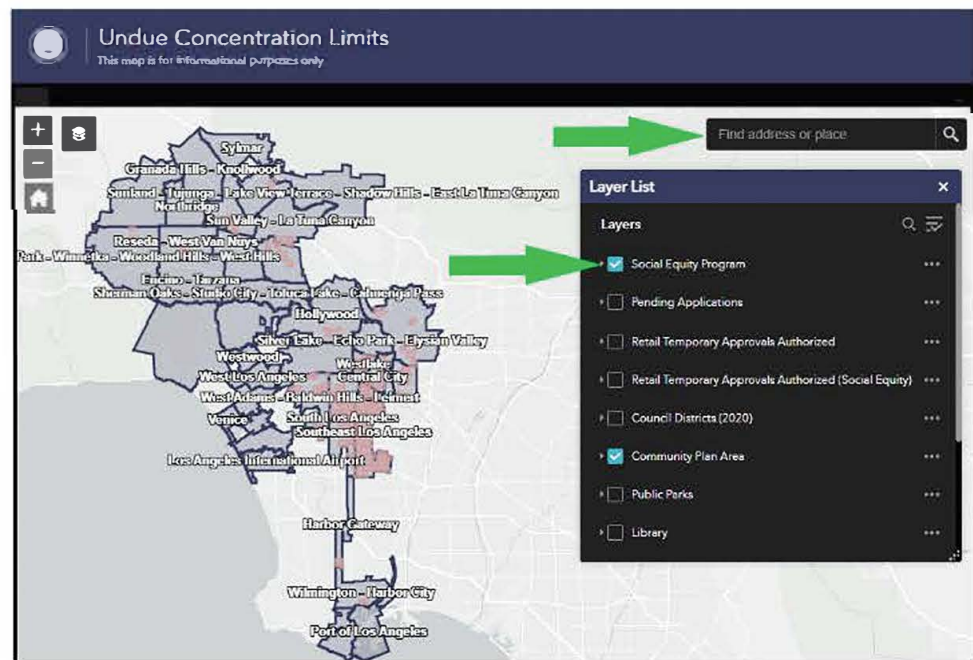 Undue Concentration Limits
This map is for informational purposes only
Find address or place
Layer List
Layers
Social Equity Program
Pending Applications
Retail Temporary Approvals Authorized
Retail Temporary Approvals Authorized (Social Equity)
Council Districts (2020)
Community Plan Area
Public Parks
Library
Sylmar
Granada Hills - Knollwood
Sunland - Tujunga - Lake View Terrace - Shadow Hills - East La Tuna Canyon
Northridge
Sun Valley - La Tuna Canyon
Reseda - West Van Nuys
Park - Winnetka - Woodland Hills - West Hills
Encino - Tarzana
Sherman Oaks - Studio City - Toluca Lake - Cahuenga Pass
Hollywood
Silver Lake - Echo Park - Elysian Valley
Westwood
Westlake
West Los Angeles
Central City
West Adams - Baldwin Hills - Leimert
Venice
South Los Angeles
Southeast Los Angeles
Los Angeles International Airport
Harbor Gateway
Wilmington - Harbor City
Port of Los Angeles